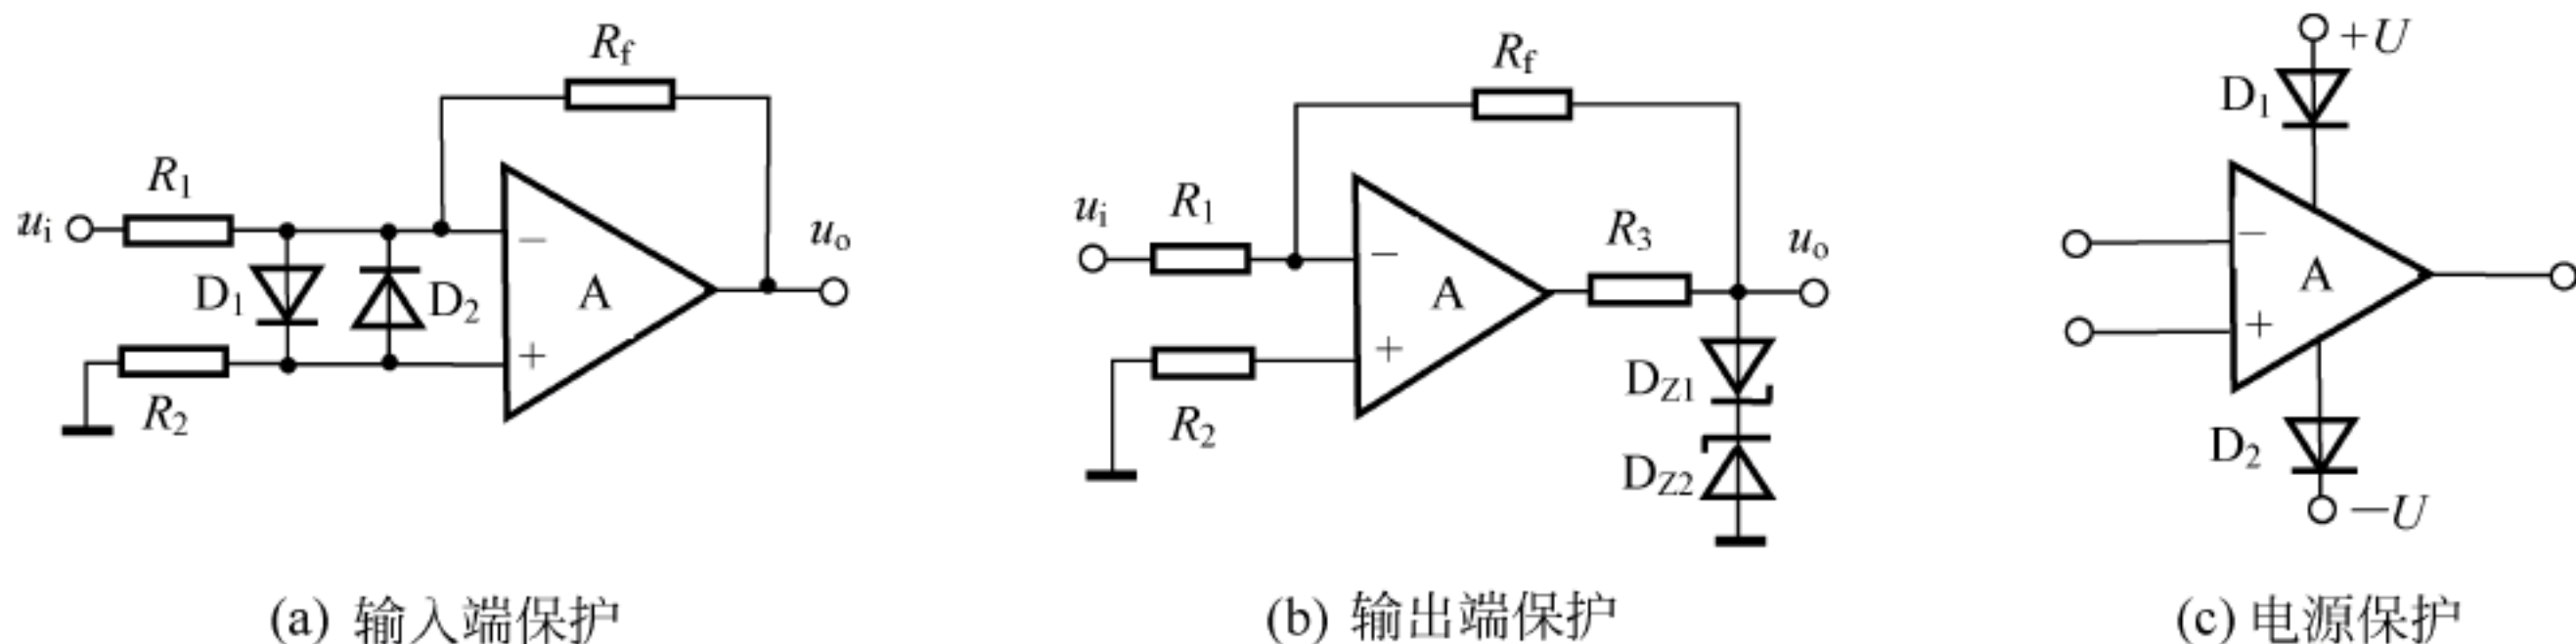 Rf
R1
ui
−
uo
D1
D2
A
+
R2
(a) 输入端保护
Rf
ui
R1
R3
uo
−
A
+
DZ1
R2
DZ2
(b) 输出端保护
+U
D1
−
A
+
D2
−U
(c) 电源保护